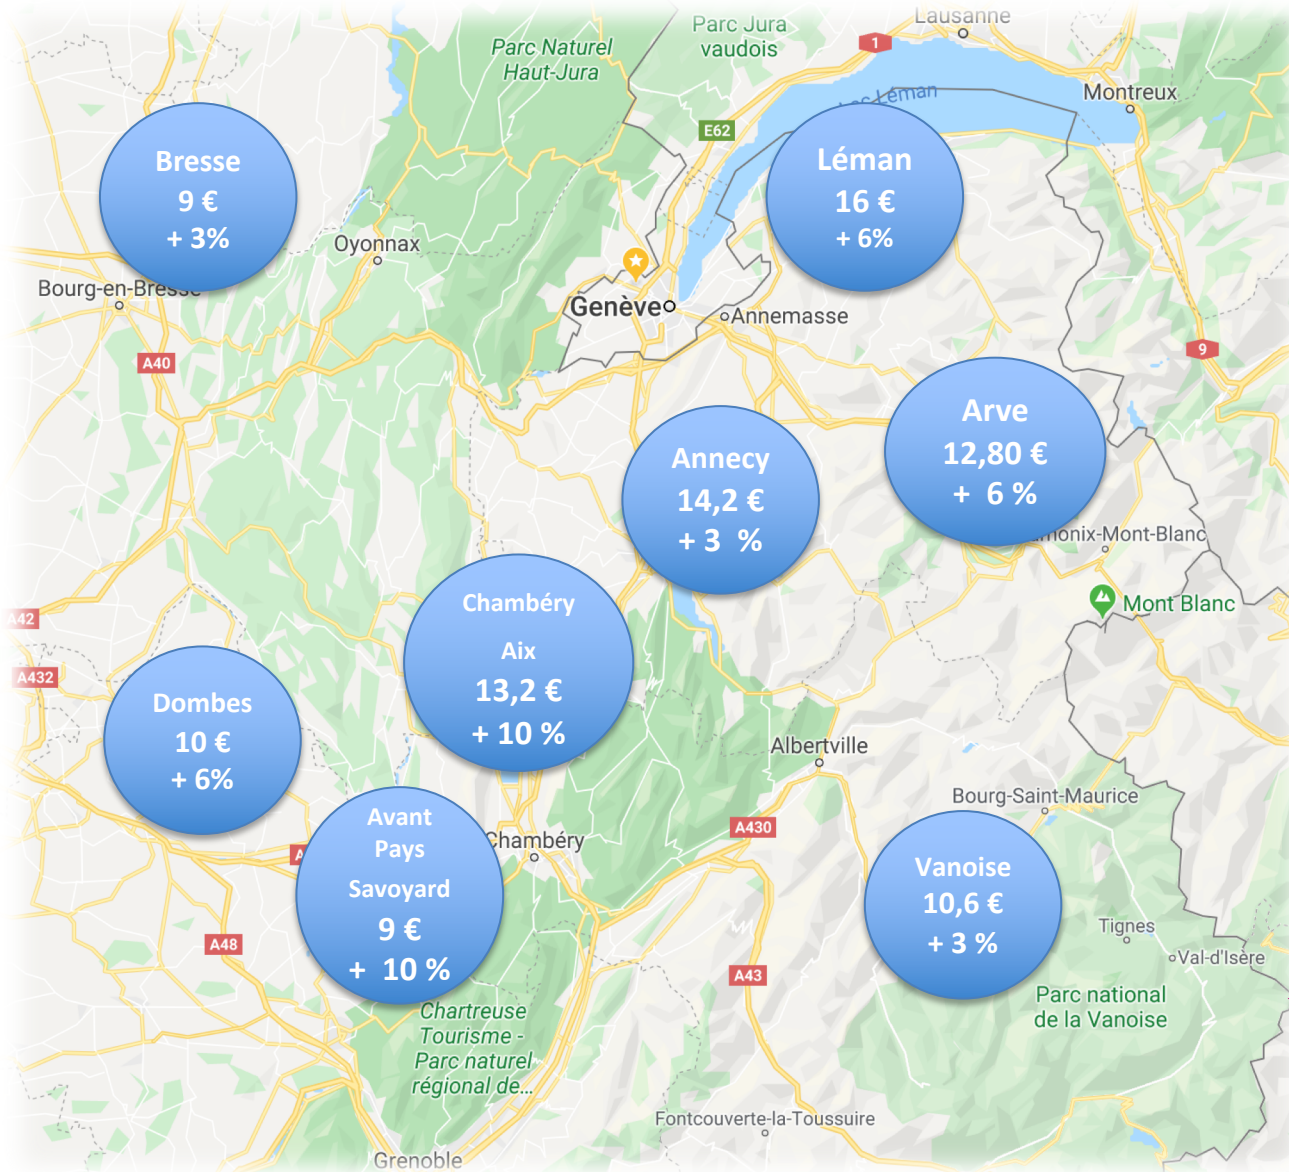 Parc Jura
vaudois
Lausanne
1
Parc Naturel
Haut-Jura
Montreux
Léman
E62
Bresse
9 €
+ 3%
Léman
16 €
+ 6%
Oyonnax
Bourg-en-Bresse
Genève
Annemasse
A40
9
Arve
12,80 €
+  6 %
Annecy
14,2 €
+ 3  %
monix-Mont-Blanc
Mont Blanc
Chambéry
Aix
13,2 €
+ 10 %
A42
A432
Dombes
10 €
+ 6%
Albertville
Bourg-Saint-Maurice
A430
Chambéry
Avant
Pays
Savoyard
9 €
+  10 %
Vanoise
10,6 €
+ 3 %
A48
A43
Tignes
Val-d'Isère
Parc national
de la Vanoise
Chartreuse
Tourisme -
Parc naturel
régional de...
Fontcouverte-la-Toussuire
Grenoble